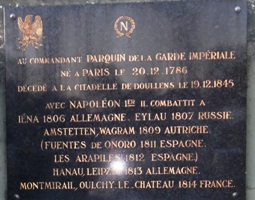 N
AU COMMANDANT PARQUIN DE LA GARDE IMPÉRIALE
NÉ A PARIS LE 20.12.1786
DÉCÉDÉ A LA CITADELLE DE DOULLENS LE 19.12.1845
AVEC NAPOLÉON 1ER IL COMBATTIT A
IÉNA 1806 ALLEMAGNE. EYLAU 1807 RUSSIE.
AMSTETTEN, WAGRAM 1809 AUTRICHE.
(FUENTES DE ONORO 1811 ESPAGNE;
LES ARAPILES 1812 ESPAGNE)
HANAU, LEIPZIG 1813 ALLEMAGNE.
MONTMIRAIL, OULCHY LE CHATEAU 1814 FRANCE.